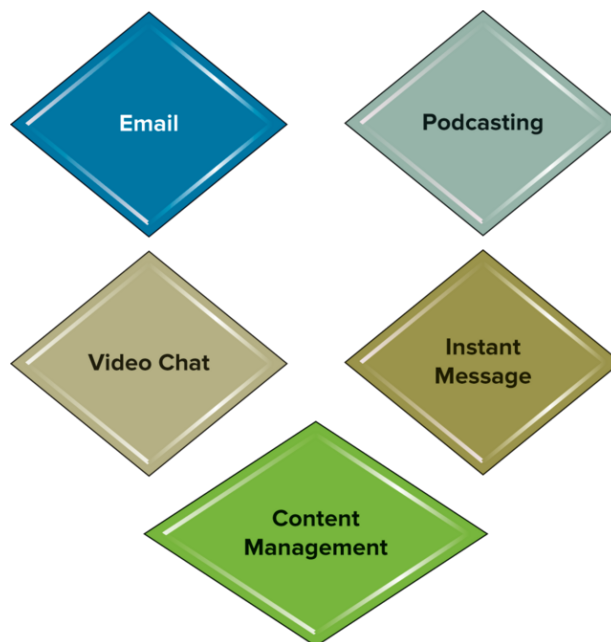 Email
Podcasting
Video Chat
Instant
Message
Content
Management